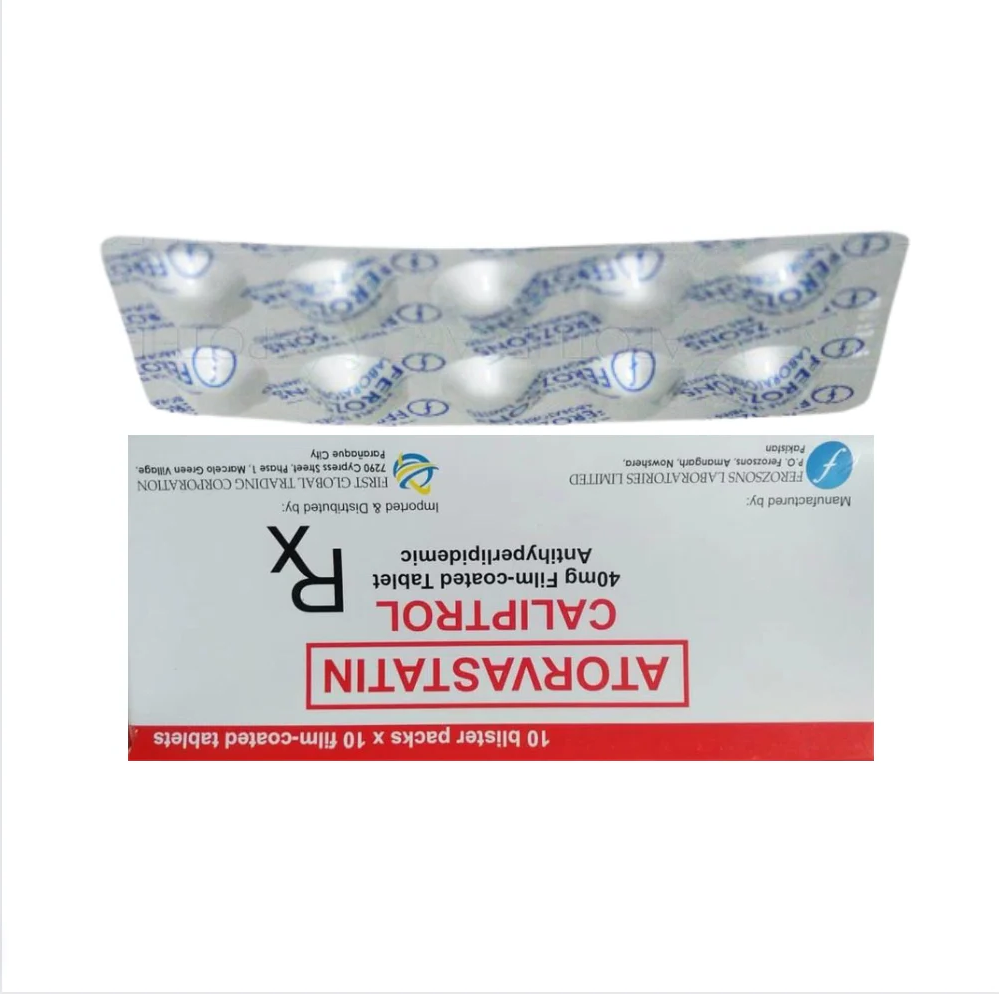 10 blister packs x 10 film-coated tablets
ATORVASTATIN
CALIPTROL
40mg Film-coated Tablet
Antihyperlipidemic
Rx
Manufactured by:
FEROZSONS LABORATORIES LIMITED
P.O. Ferozsons, Amangarh, Nowshera,
Pakistan
Imported & Distributed by:
FIRST GLOBAL TRADING CORPORATION
7290 Cypress Street, Phase 1, Marcelo Green Village,
Parañaque City
FEROZSONS
LABORATORIES LIMITED